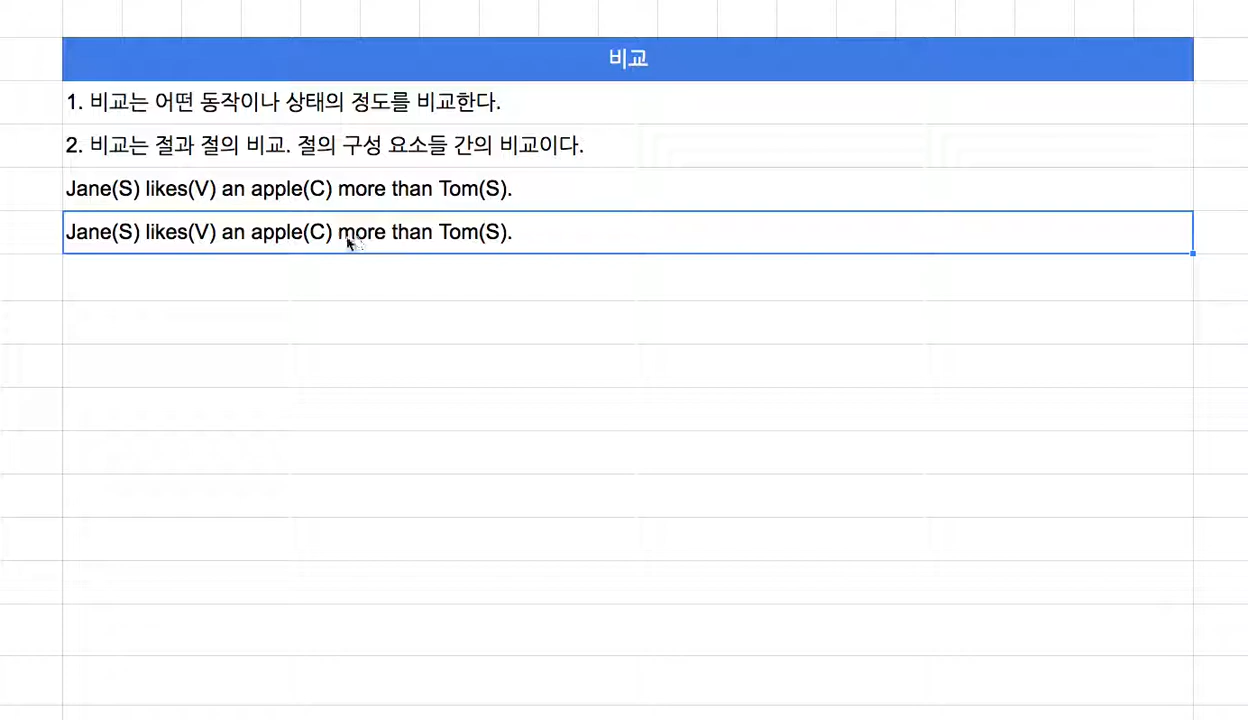 비교
1. 비교는 어떤 동작이나 상태의 정도를 비교한다.
2. 비교는 절과 절의 비교. 절의 구성 요소들 간의 비교이다.
Jane(S) likes(V) an apple(C) more than Tom(S).
Jane(S) likes(V) an apple(C) more than Tom(S).